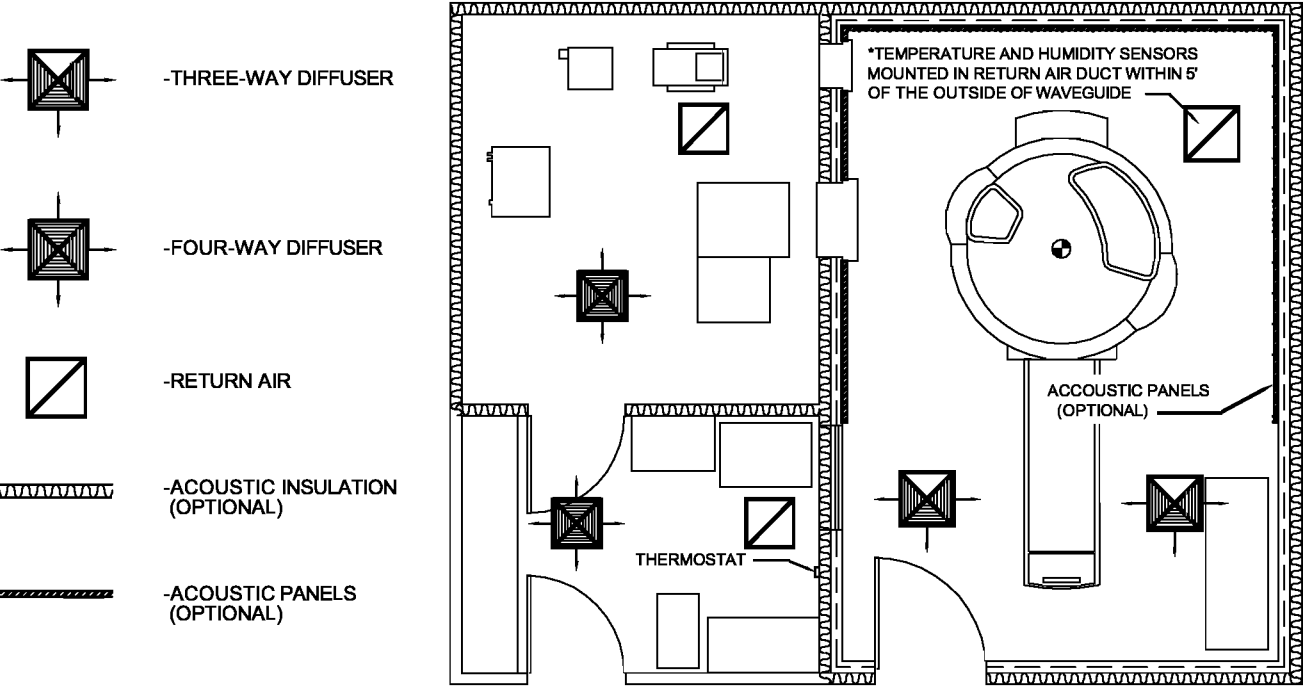 -THREE-WAY DIFFUSER
-FOUR-WAY DIFFUSER
-RETURN AIR
-ACOUSTIC INSULATION
(OPTIONAL)
-ACOUSTIC PANELS
(OPTIONAL)
*TEMPERATURE AND HUMIDITY SENSORS
MOUNTED IN RETURN AIR DUCT WITHIN 5'
OF THE OUTSIDE OF WAVEGUIDE
ACCOUSTIC PANELS
(OPTIONAL)
THERMOSTAT